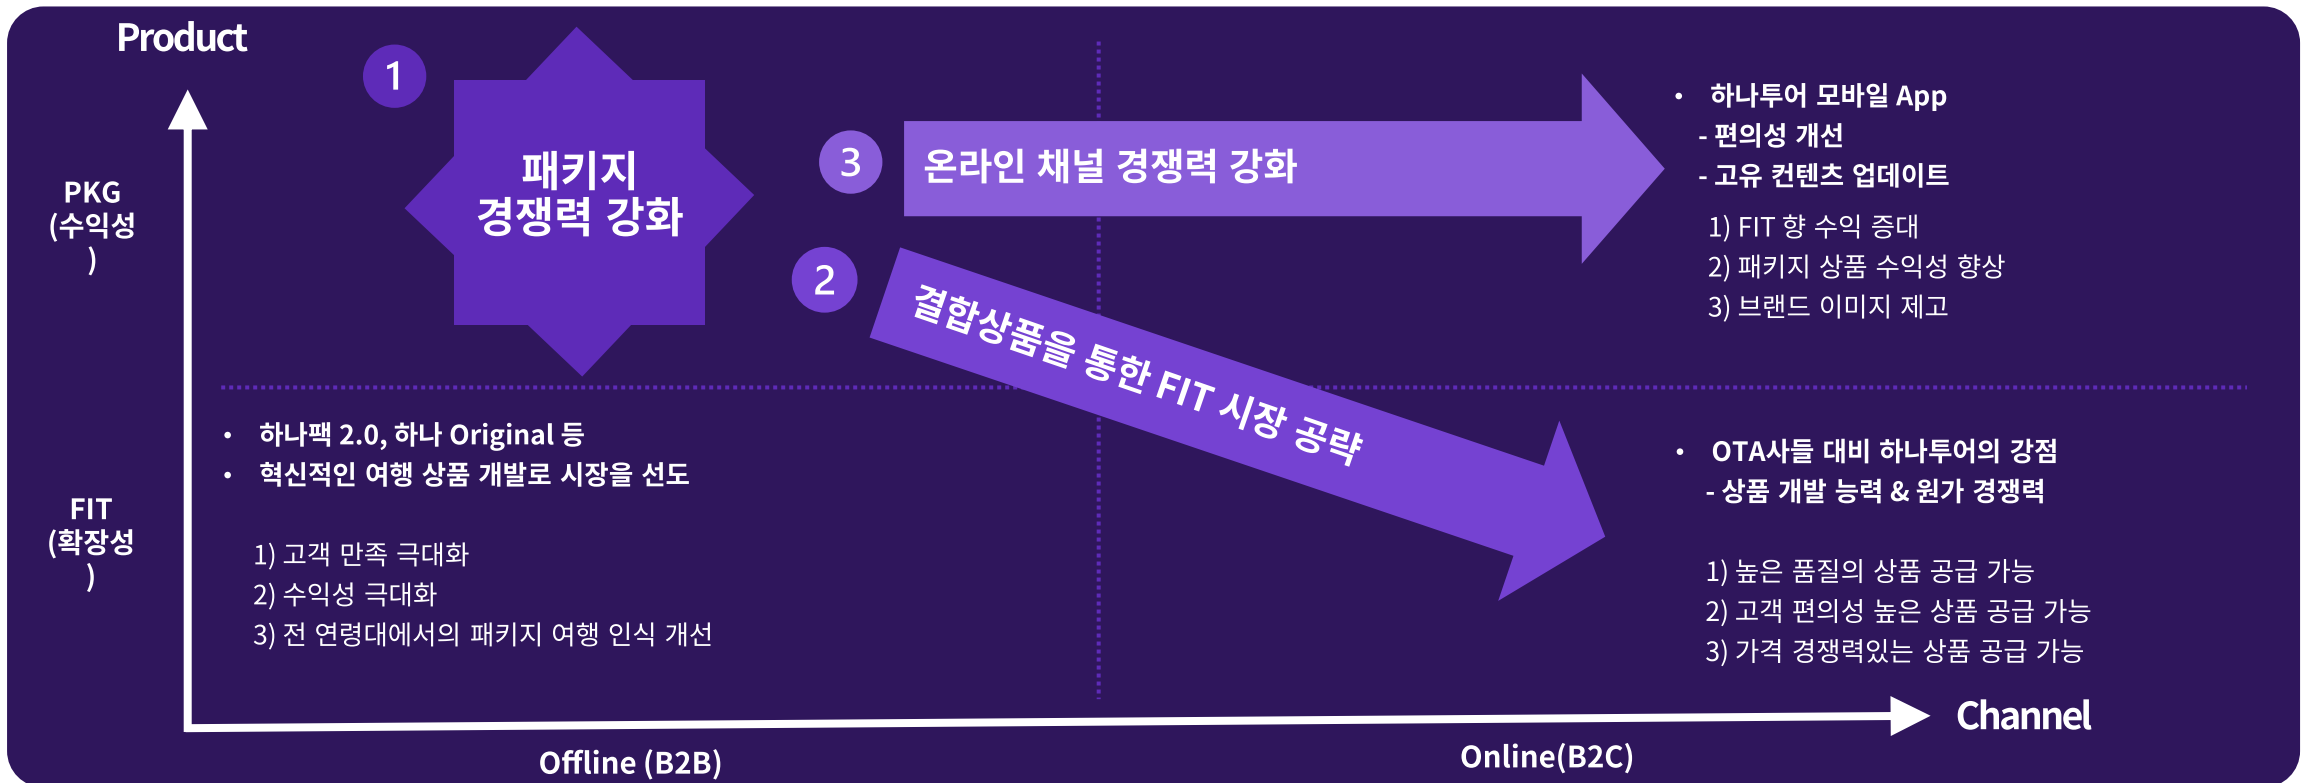 Product
PKG
(수익성
)
FIT
(확장성
)
1
패키지
경쟁력 강화
3
온라인 채널 경쟁력 강화
2
결합상품을 통한 FIT 시장 공략
• 하나투어 모바일 App
- 편의성 개선
- 고유 컨텐츠 업데이트
1) FIT 향 수익 증대
2) 패키지 상품 수익성 향상
3) 브랜드 이미지 제고
• 하나팩 2.0, 하나 Original 등
• 혁신적인 여행 상품 개발로 시장을 선도
1) 고객 만족 극대화
2) 수익성 극대화
3) 전 연령대에서의 패키지 여행 인식 개선
• OTA사들 대비 하나투어의 강점
- 상품 개발 능력 & 원가 경쟁력
1) 높은 품질의 상품 공급 가능
2) 고객 편의성 높은 상품 공급 가능
3) 가격 경쟁력있는 상품 공급 가능
Channel
Offline (B2B)
Online(B2C)